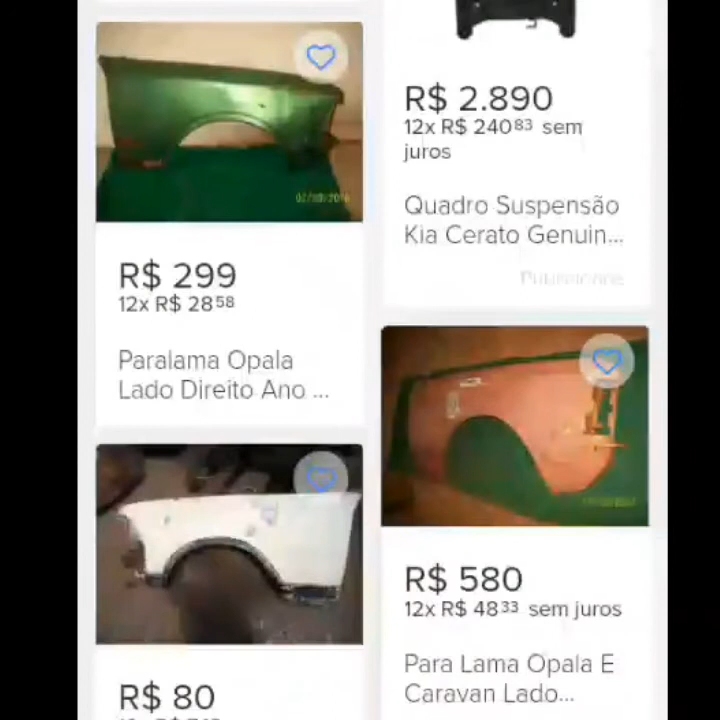 R$ 2.890
12x R$ 240 83 sem
juros
Quadro Suspensão
Kia Cerato Genuin...
R$ 299
12x R$ 28 58
Paralama Opala
Lado Direito Ano ...
R$ 580
12x R$ 48 33 sem juros
Para Lama Opala E
Caravan Lado...
R$ 80